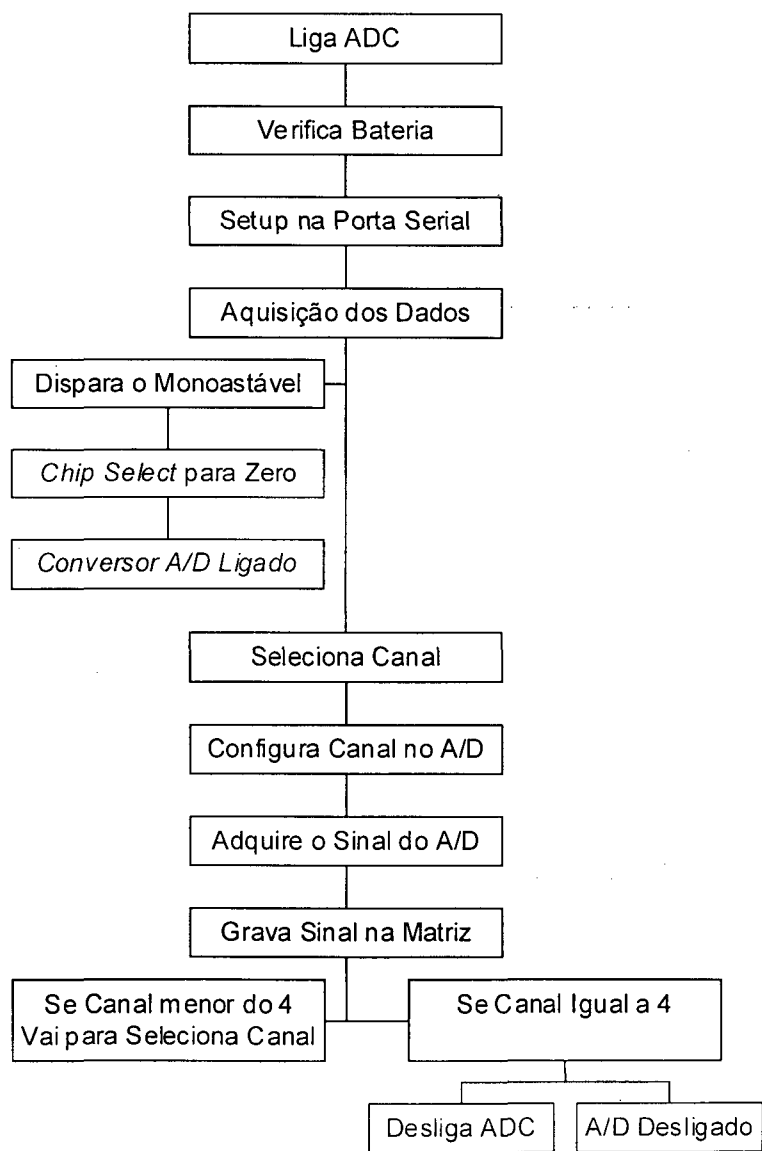 Liga ADC
Verifica Bateria
Setup na Porta Serial
Aquisição dos Dados
Dispara o Monoastável
Chip Select para Zero
Conversor A/D Ligado
Seleciona Canal
Configura Canal no A/D
Adquire o Sinal do A/D
Grava Sinal na Matriz
Se Canal menor do 4
Vai para Seleciona Canal
Se Canal Igual a 4
Desliga ADC
A/D Desligado